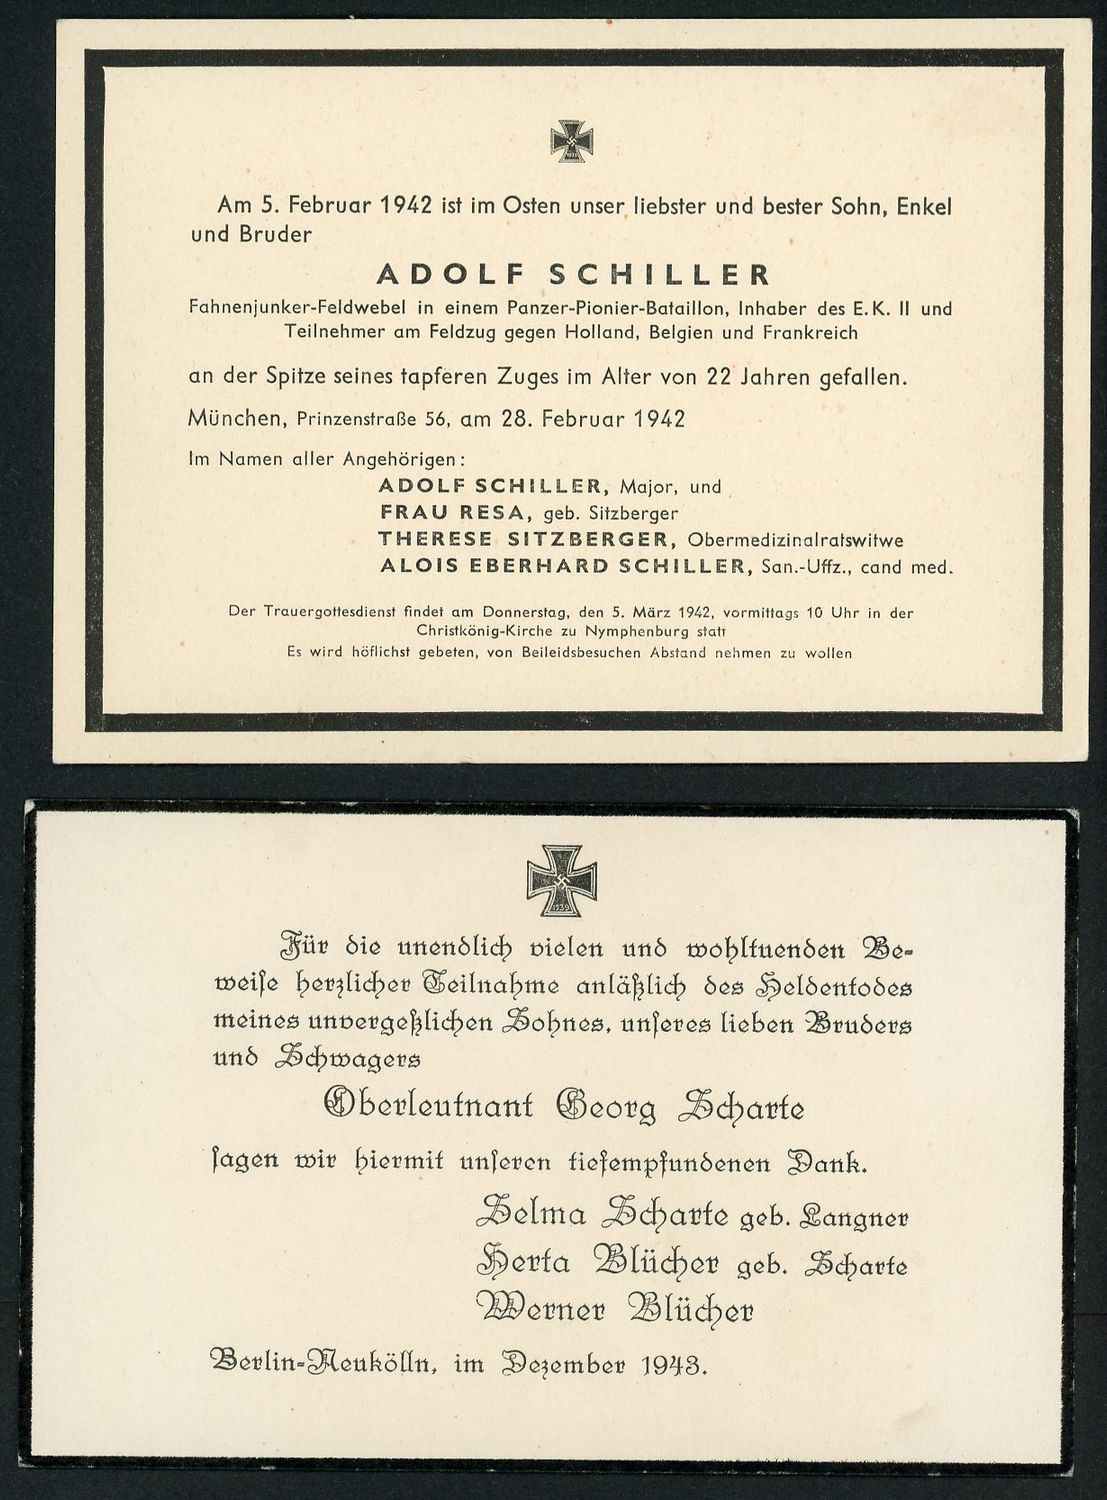 Am 5. Februar 1942 ist im Osten unser liebster und bester Sohn, Enkel
und Bruder
ADOLF SCHILLER
Fahnenjunker-Feldwebel in einem Panzer-Pionier-Bataillon, Inhaber des E. K. II und
Teilnehmer am Feldzug gegen Holland, Belgien und Frankreich
an der Spitze seines tapferen Zuges im Alter von 22 Jahren gefallen.
München, Prinzenstraße 56, am 28. Februar 1942
Im Namen aller Angehörigen:
ADOLF SCHILLER, Major, und
FRAU RESA, geb. Sitzberger
THERESE SITZBERGER, Obermedizinalratswitwe
ALOIS EBERHARD SCHILLER, San.-Uffz., cand med.
Der Trauergottesdienst findet am Donnerstag, den 5. März 1942, vormittags 10 Uhr in der
Christkönig-Kirche zu Nymphenburg statt
Es wird höflichst gebeten, von Beileidsbesuchen Abstand nehmen zu wollen
1939
Für die unendlich vielen und wohltuenden Be-
weise herzlicher Teilnahme anläßlich des Heldentodes
meines unvergeßlichen Sohnes, unseres lieben Bruders
und Schwagers
Oberleutnant Georg Scharte
sagen wir hiermit unseren tiefempfundenen Dank.
Selma Scharte geb. Langner
Herta Blücher geb. Scharte
Werner Blücher
Berlin-Neukölln, im Dezember 1943.